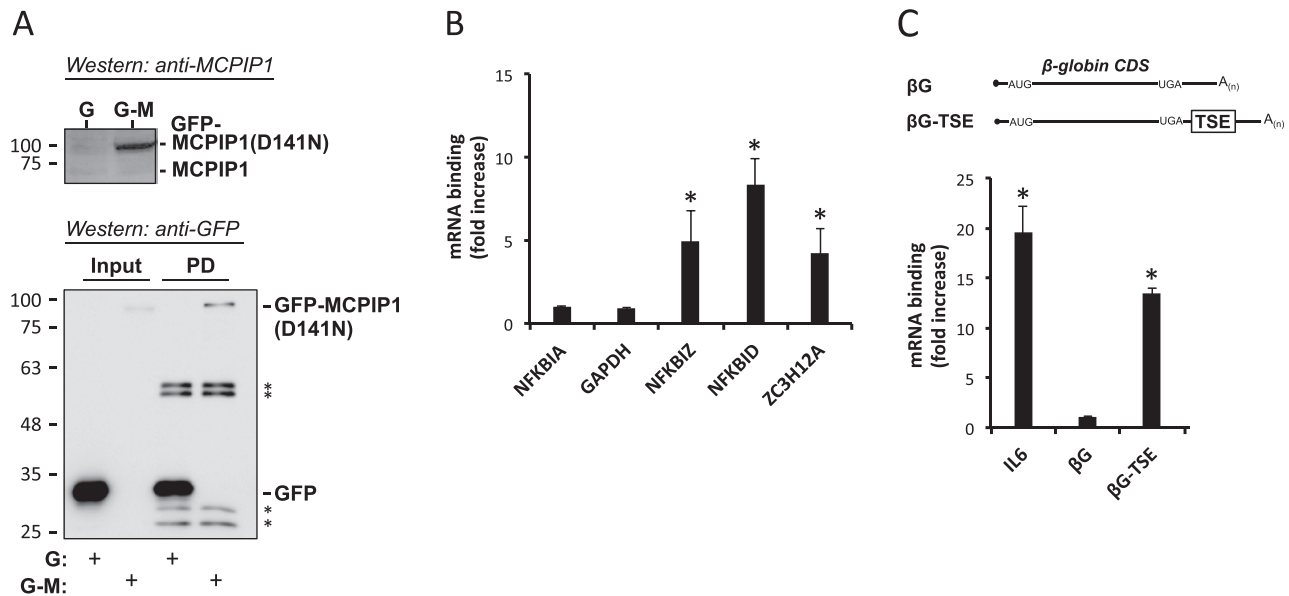 A
Western: anti-MCPIP1
G G-M
GFP-
MCPIP1(D141N)
MCPIP1
100
75
Western: anti-GFP
Input PD
100
75
63
48
35
25
GFP-MCPIP1
(D141N)
*
*
GFP
*
*
G: + +
G-M: + +
B
mRNA binding
(fold increase)
15
10
5
0
*
*
*
NFKBIA
GAPDH
NFKBIZ
NFKBID
ZC3H12A
C
β-globin CDS
βG AUG UGA A(n)
βG-TSE AUG UGA TSE A(n)
mRNA binding
(fold increase)
25
20
15
10
5
0
*
*
IL6
βG
βG-TSE